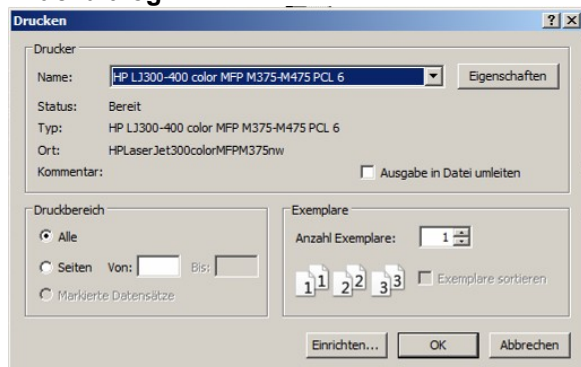 Drucken
Drucker
Name: HP LJ300-400 color MFP M375-M475 PCL 6 Eigenschaften
Status: Bereit
Typ: HP LJ300-400 color MFP M375-M475 PCL 6
Ort: HPLaserJet300colorMFPM375nw
Kommentar: Ausgabe in Datei umleiten
Druckbereich
Alle
Seiten Von: Bis:
Markierte Datensätze
Exemplare
Anzahl Exemplare: 1
1 1 2 2 3 3 Exemplare sortieren
Einrichten... OK Abbrechen